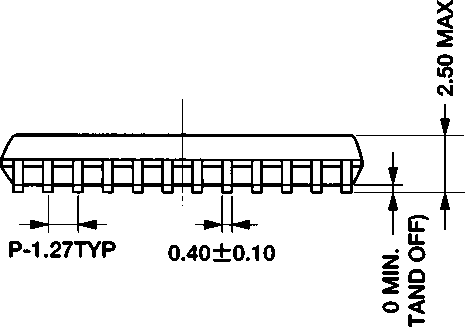 2.50 MAX
P-1.27TYP
0.40±0.10
0 MIN.
TAND OFF)